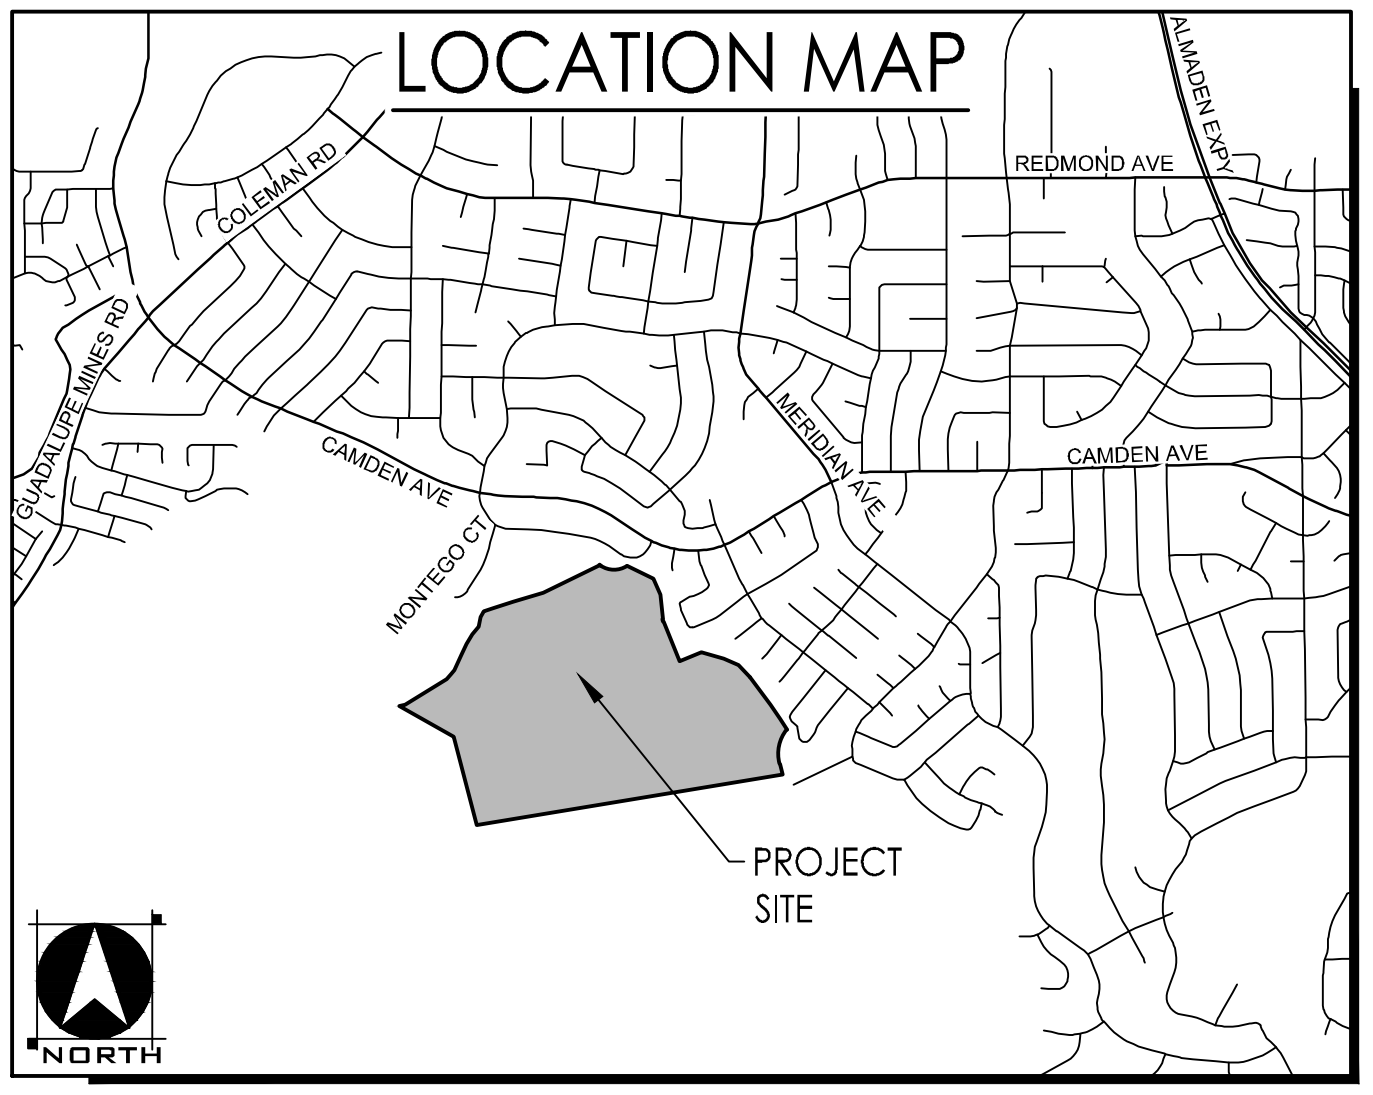 LOCATION MAP
ALMADEN EXPY
REDMOND AVE
COLEMAN RD
GUADALUPE MINES RD
CAMDEN AVE
MERIDIAN AVE
CAMDEN AVE
MONTEGO CT
PROJECT
SITE
NORTH